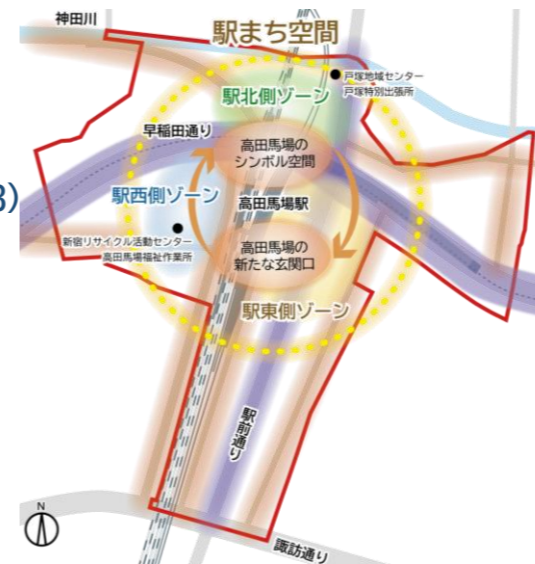 神田川
駅まち空間
戸塚地域センター
戸塚特別出張所
駅北側ゾーン
早稲田通り
高田馬場の
シンボル空間
3)
駅西側ゾーン
高田馬場駅
新宿リサイクル活動センター
高田馬場福祉作業所
高田馬場の
新たな玄関口
駅東側ゾーン
駅前通り
N
諏訪通り